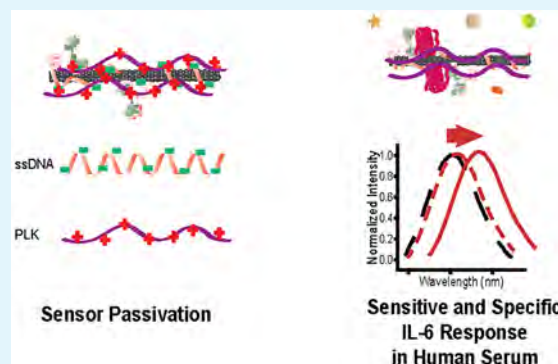 ssDNA
PLK
Sensor Passivation
Normalized Intensity
1.0
0.8
0.6
0.4
0.2
0.0
Wavelength (nm)
Sensitive and Specific
IL-6 Response
in Human Serum